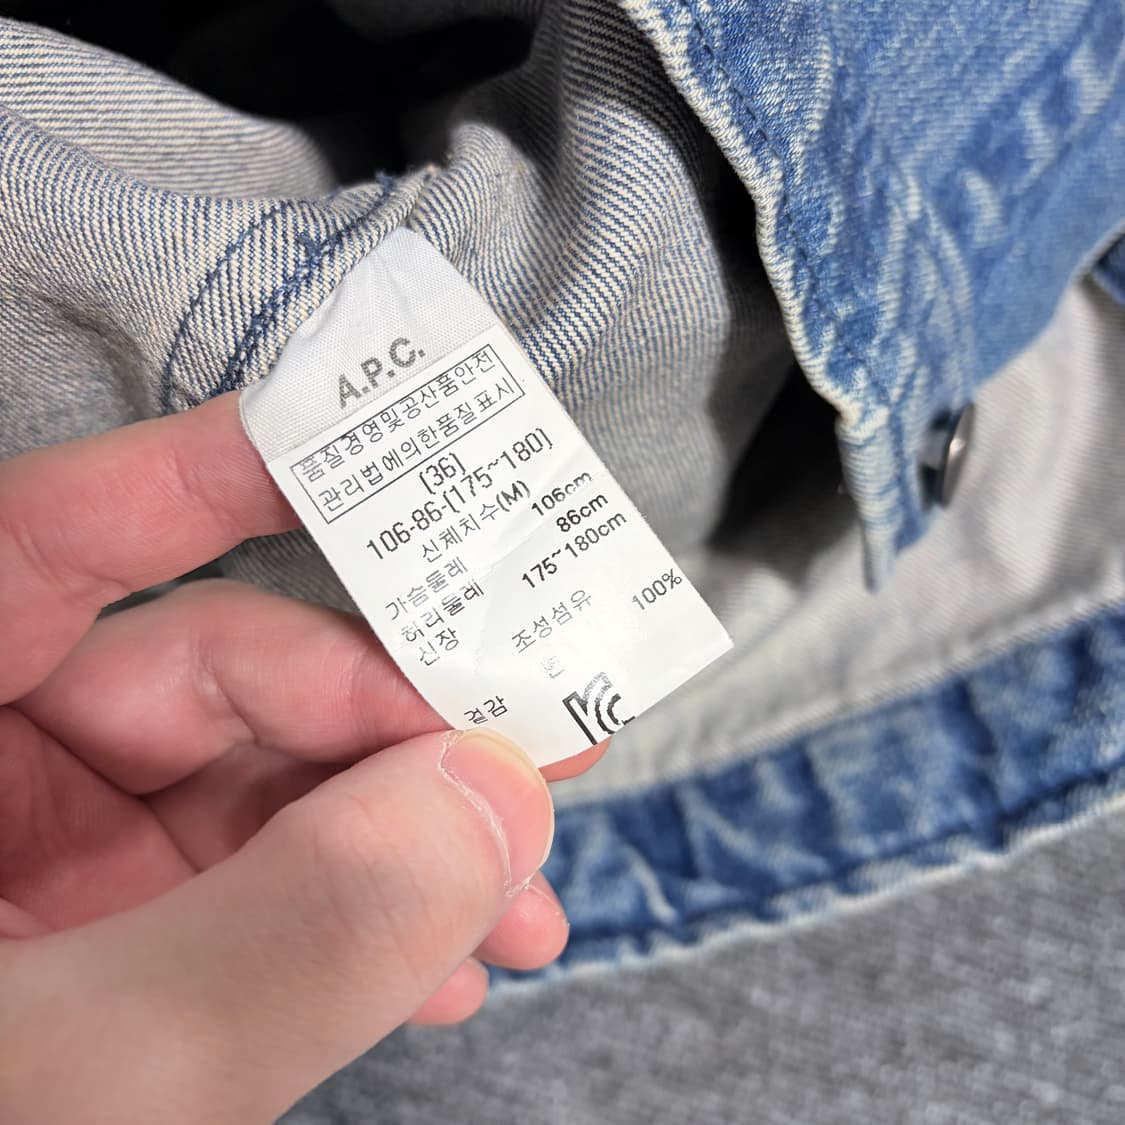 A.P.C.
품질경영및공산품안전
관리법에의한품질표시
(36)
106-86-(175~180)
신체치수(M)
가슴둘레 106cm
허리둘레 86cm
신장 175~180cm
조성섬유
겉감 면 100%